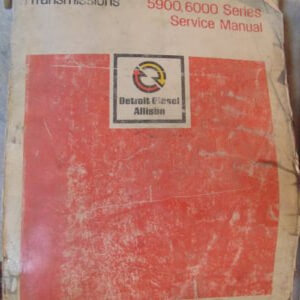 Transmissions
5900, 6000 Series
Service Manual
Detroit Diesel
Allison